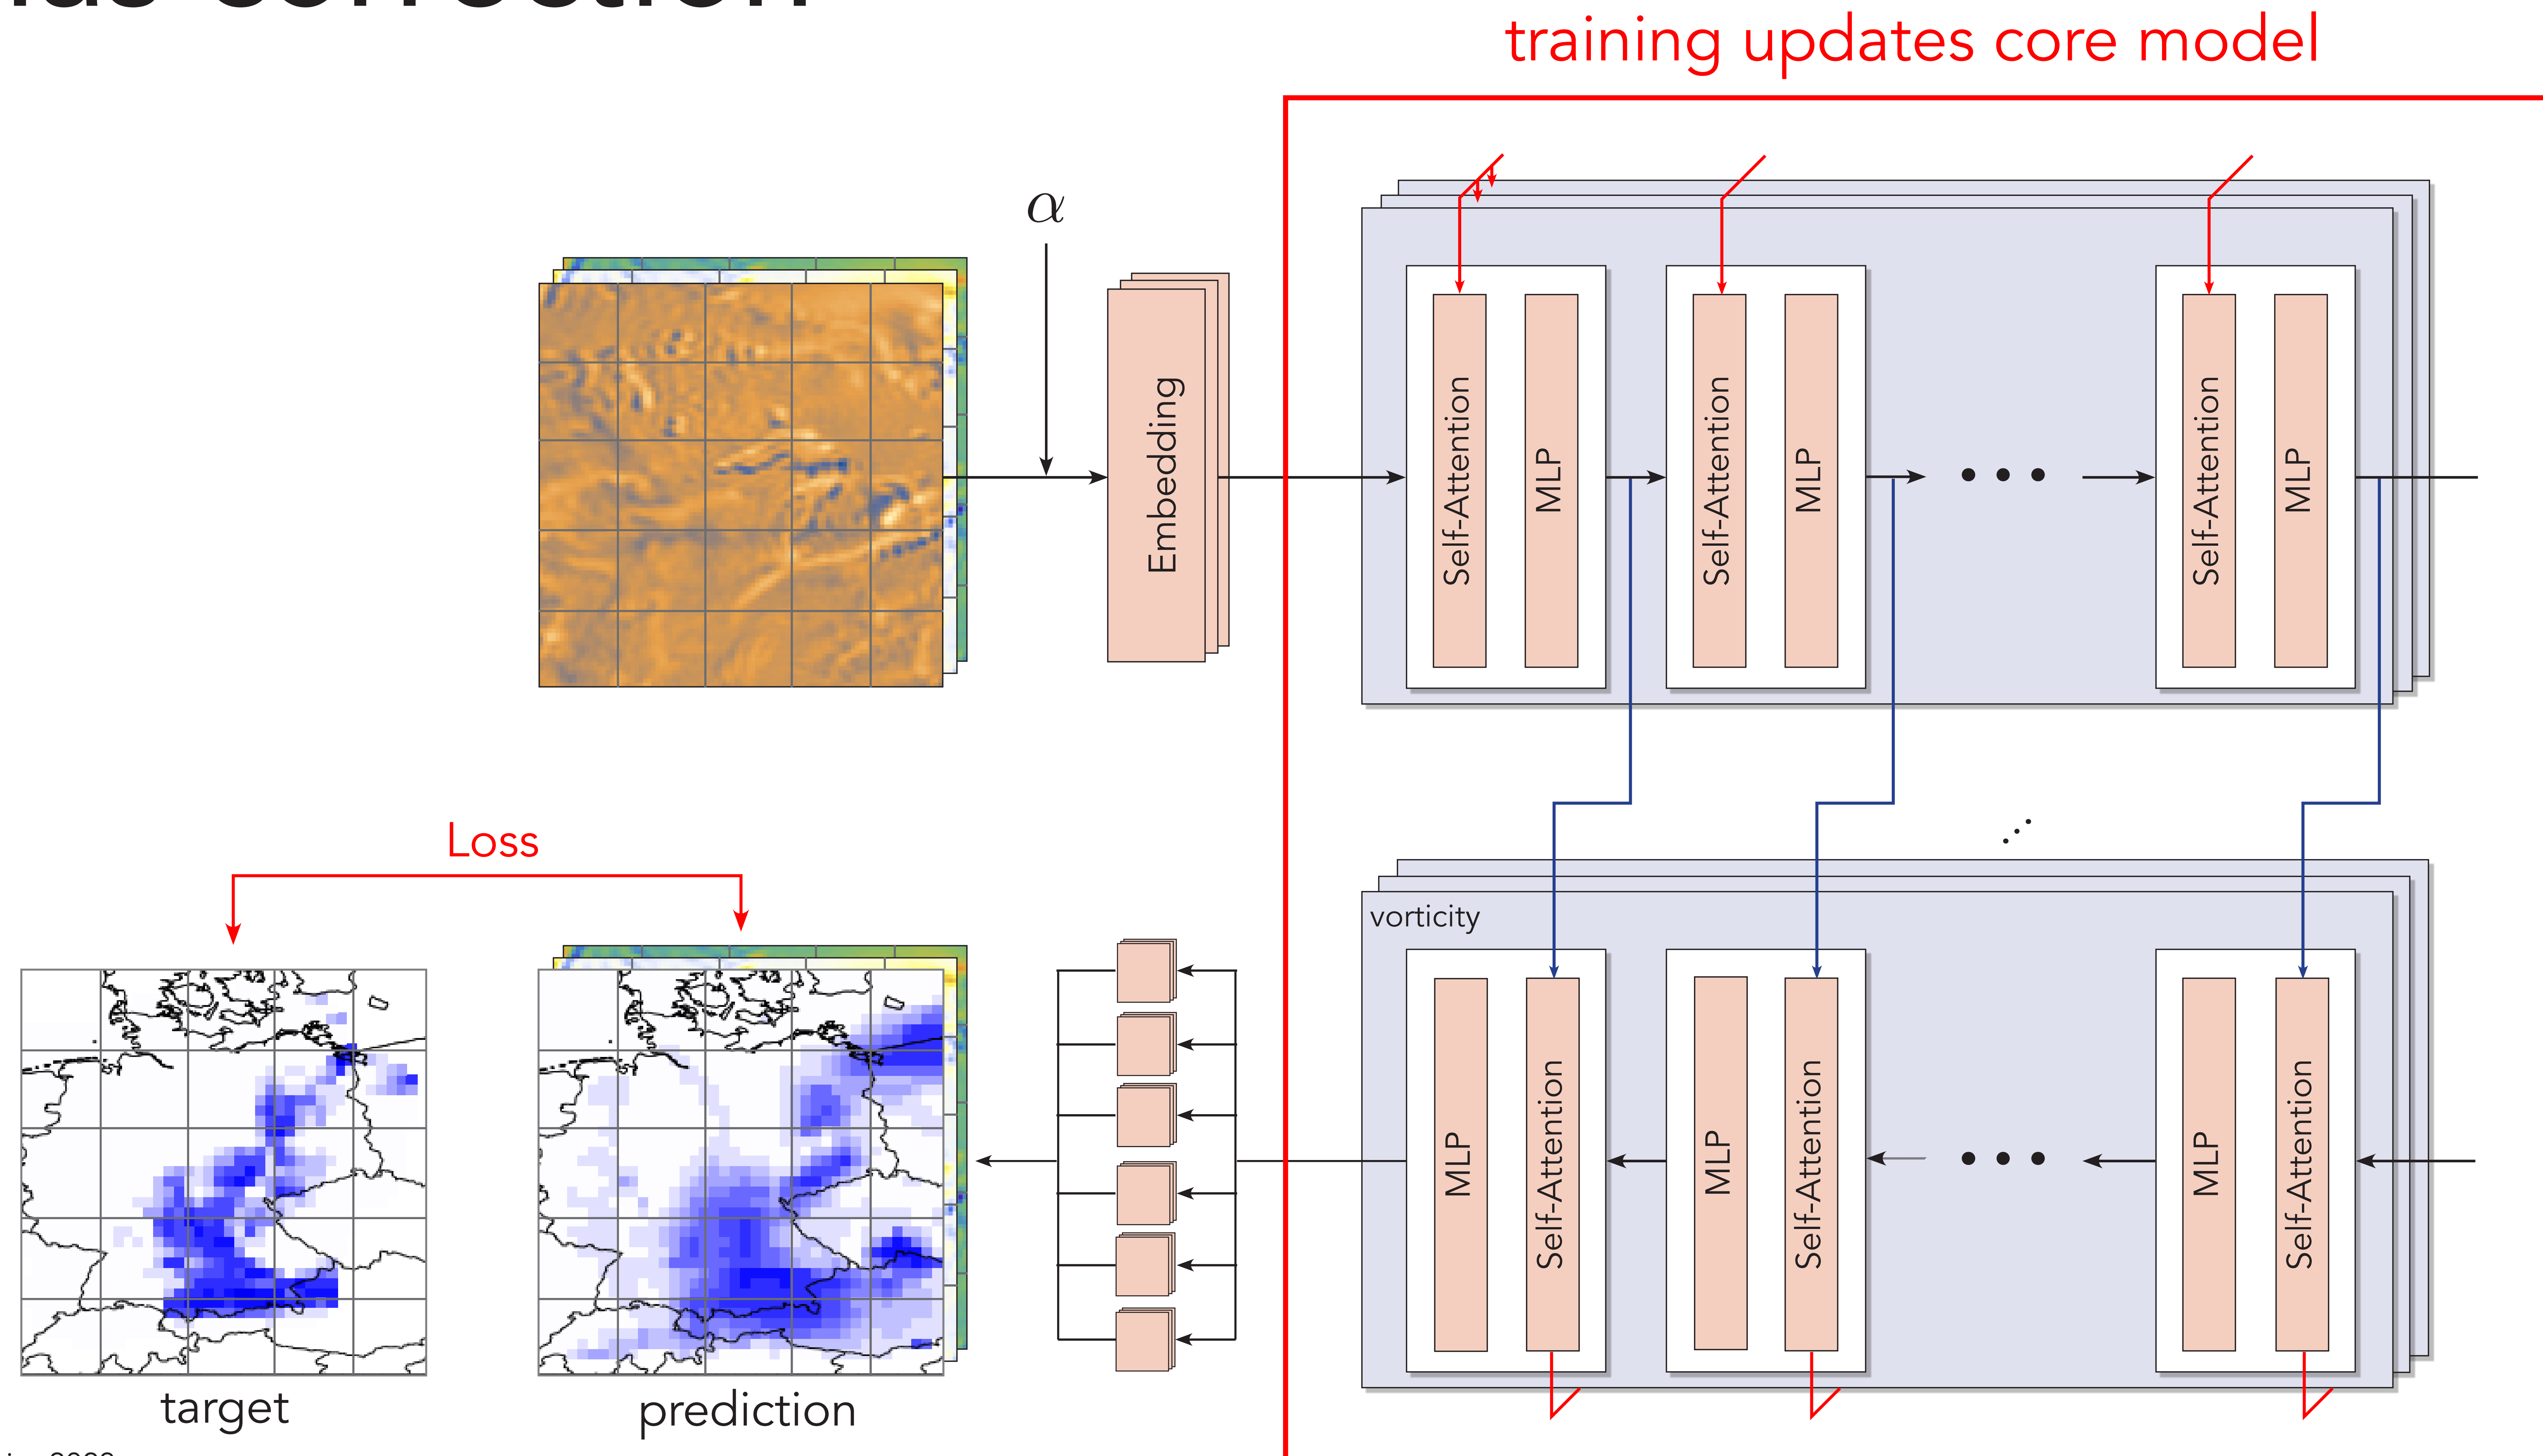 training updates core model
α
Embedding
Self-Attention
MLP
Self-Attention
MLP
Self-Attention
MLP
Loss
vorticity
MLP
Self-Attention
MLP
Self-Attention
MLP
Self-Attention
target
prediction